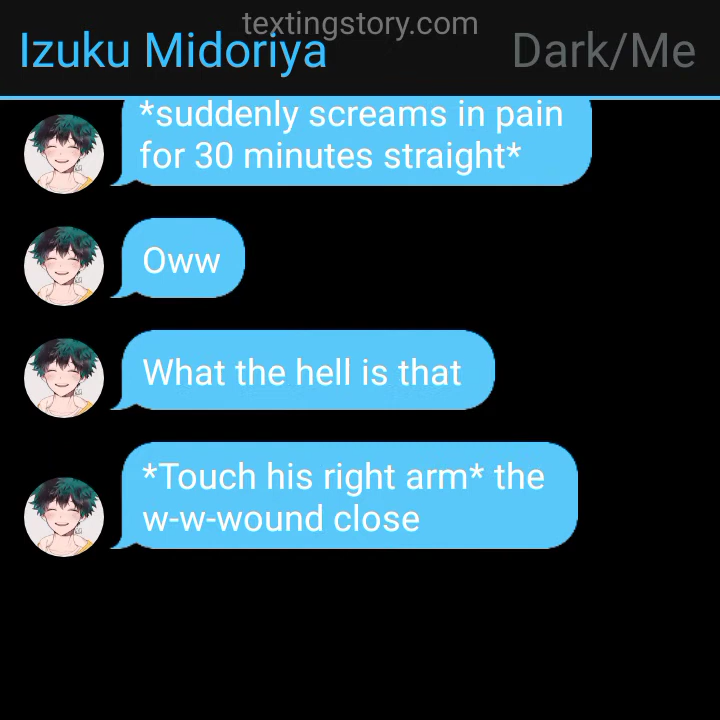 textingstory.com
Izuku Midoriya Dark/Me
*suddenly screams in pain
for 30 minutes straight*
Oww
What the hell is that
*Touch his right arm* the
w-w-wound close